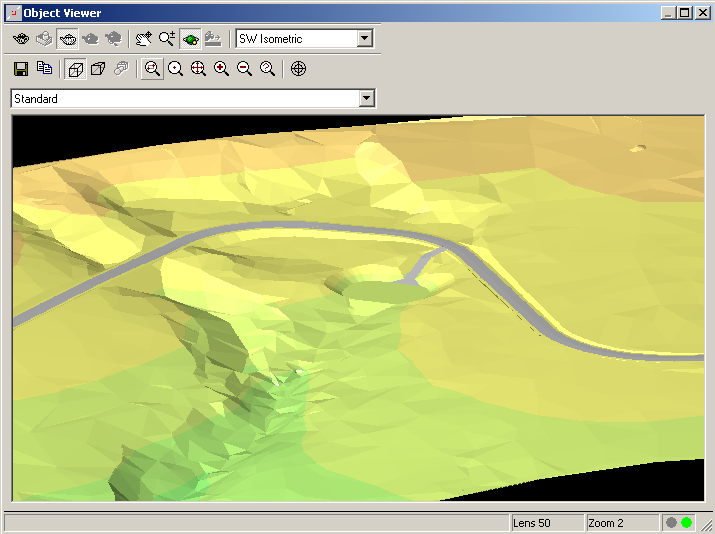 Object Viewer
SW Isometric
Standard
Lens 50
Zoom 2